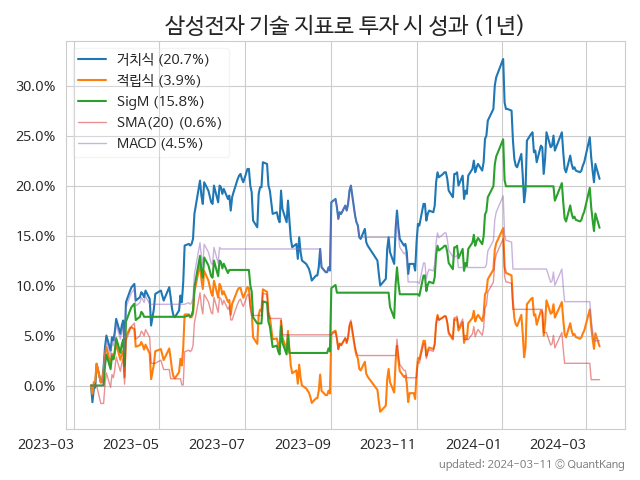 삼성전자 기술 지표로 투자 시 성과 (1년)
거치식 (20.7%)
적립식 (3.9%)
SigM (15.8%)
SMA(20) (0.6%)
MACD (4.5%)
30.0%
25.0%
20.0%
15.0%
10.0%
5.0%
0.0%
2023-03 2023-05 2023-07 2023-09 2023-11 2024-01 2024-03
updated: 2024-03-11 © QuantKang